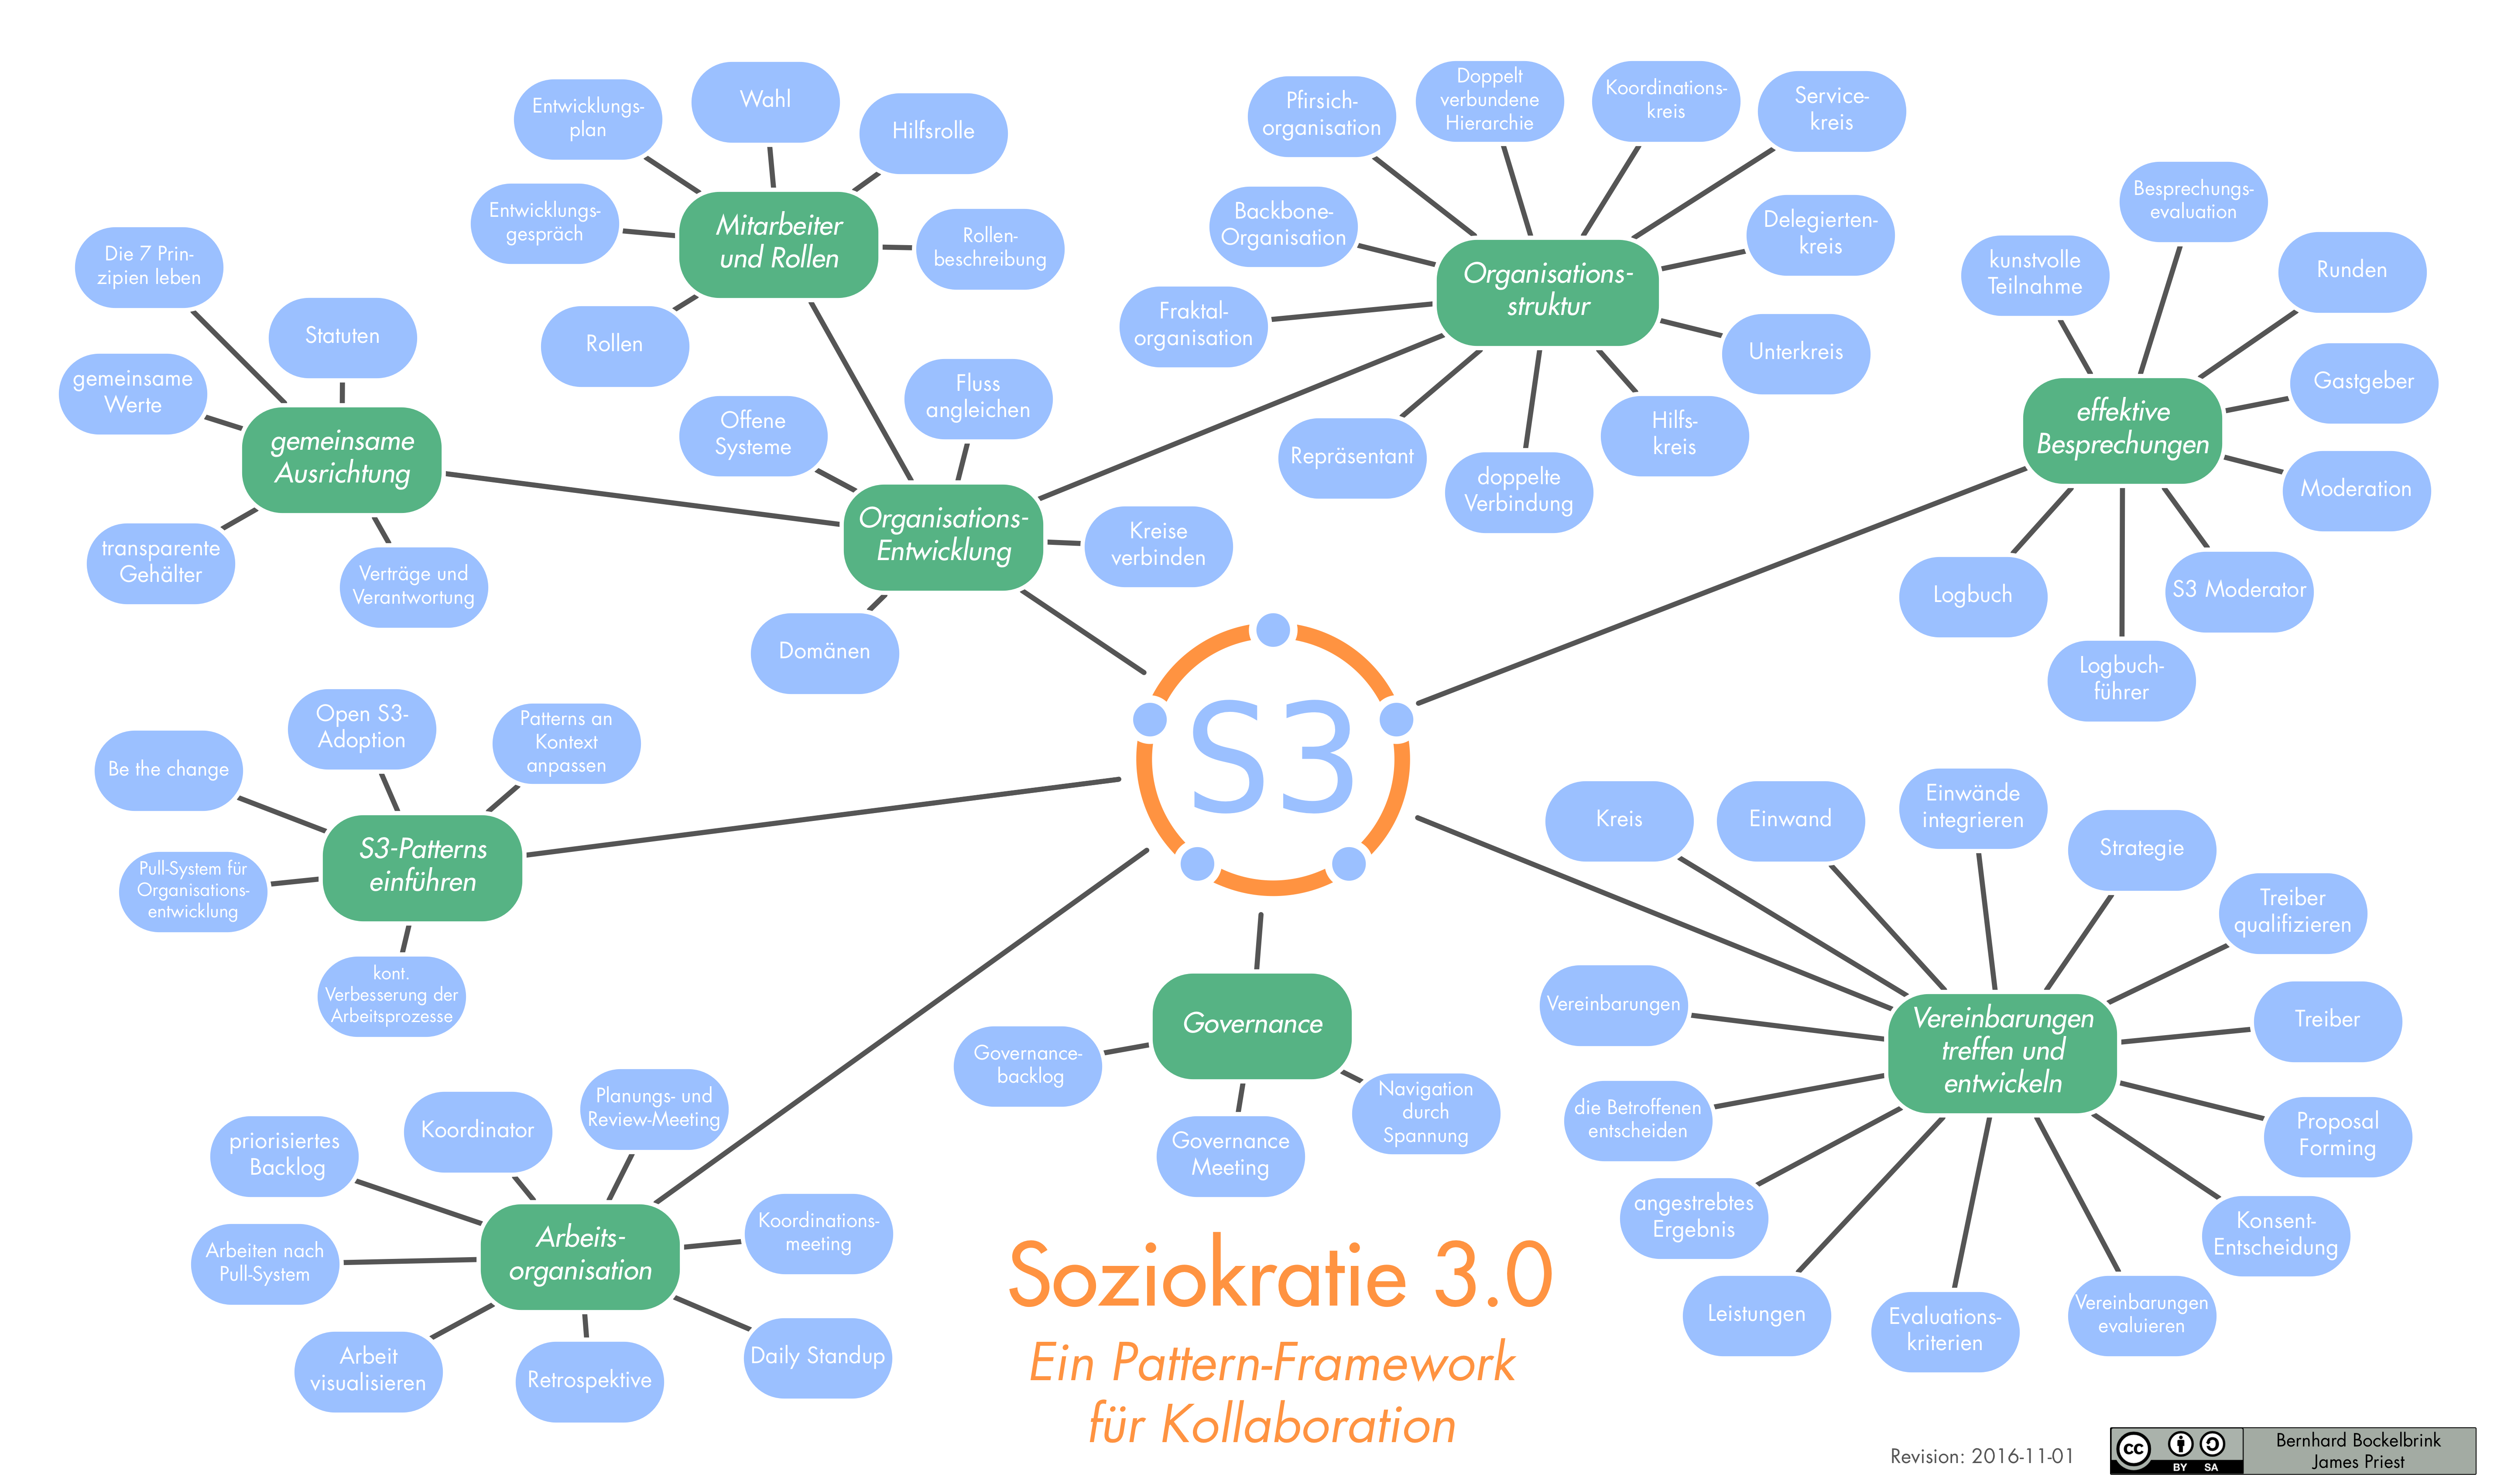 Entwicklungs-
plan
Wahl
Hilfsrolle
Entwicklungs-
gespräch
Mitarbeiter
und Rollen
Rollen-
beschreibung
Rollen
Die 7 Prin-
zipien leben
Statuten
gemeinsame
Werte
gemeinsame
Ausrichtung
transparente
Gehälter
Verträge und
Verantwortung
Offene
Systeme
Fluss
angleichen
Organisations-
Entwicklung
Kreise
verbinden
Domänen
Pfirsich-
organisation
Doppelt
verbundene
Hierarchie
Koordinations-
kreis
Service-
kreis
Backbone-
Organisation
Delegierten-
kreis
Organisations-
struktur
Fraktal-
organisation
Unterkreis
Repräsentant
doppelte
Verbindung
Hilfs-
kreis
Besprechungs-
evaluation
kunstvolle
Teilnahme
Runden
Gastgeber
effektive
Besprechungen
Moderation
Logbuch
S3 Moderator
Logbuch-
führer
S3
Open S3-
Adoption
Patterns an
Kontext
anpassen
Be the change
S3-Patterns
einführen
Pull-System für
Organisations-
entwicklung
kont.
Verbesserung der
Arbeitsprozesse
Kreis
Einwand
Einwände
integrieren
Strategie
Treiber
qualifizieren
Vereinbarungen
Treiber
Vereinbarungen
treffen und
entwickeln
die Betroffenen
entscheiden
Proposal
Forming
angestrebtes
Ergebnis
Konsent-
Entscheidung
Leistungen
Evaluations-
kriterien
Vereinbarungen
evaluieren
Governance
Governance-
backlog
Governance
Meeting
Navigation
durch
Spannung
Planungs- und
Review-Meeting
Koordinator
priorisiertes
Backlog
Koordinations-
meeting
Arbeits-
organisation
Arbeiten nach
Pull-System
Arbeit
visualisieren
Retrospektive
Daily Standup
Soziokratie 3.0
Ein Pattern-Framework
für Kollaboration
Revision: 2016-11-01
cc
BY SA
Bernhard Bockelbrink
James Priest